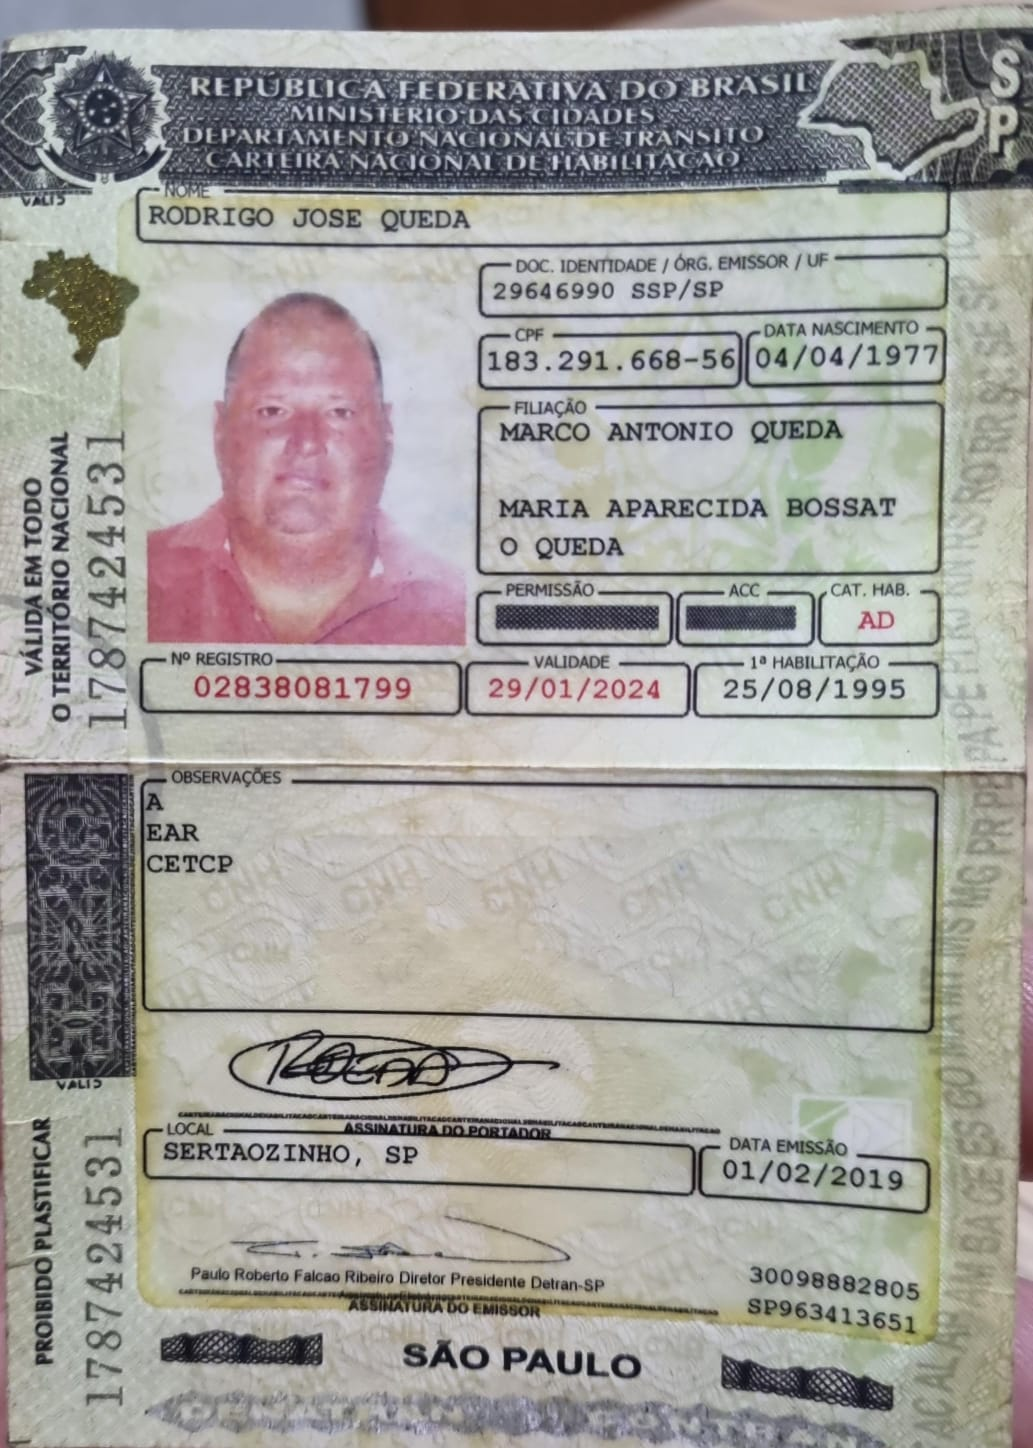 REPÚBLICA FEDERATIVA DO BRASIL
MINISTÉRIO DAS CIDADES
DEPARTAMENTO NACIONAL DE TRÂNSITO
CARTEIRA NACIONAL DE HABILITAÇÃO
SP
NOME
RODRIGO JOSE QUEDA
DOC. IDENTIDADE / ÓRG. EMISSOR / UF
29646990 SSP/SP
CPF
183.291.668-56
DATA NASCIMENTO
04/04/1977
FILIAÇÃO
MARCO ANTONIO QUEDA
MARIA APARECIDA BOSSAT
O QUEDA
PERMISSÃO
ACC
CAT. HAB.
AD
Nº REGISTRO
02838081799
VALIDADE
29/01/2024
1ª HABILITAÇÃO
25/08/1995
VÁLIDA EM TODO
O TERRITÓRIO NACIONAL
1787424531
OBSERVAÇÕES
A
EAR
CETCP
ASSINATURA DO PORTADOR
LOCAL
SERTAOZINHO, SP
DATA EMISSÃO
01/02/2019
Paulo Roberto Falcao Ribeiro Diretor Presidente Detran-SP
ASSINATURA DO EMISSOR
30098882805
SP963413651
PROIBIDO PLASTIFICAR
1787424531
SÃO PAULO